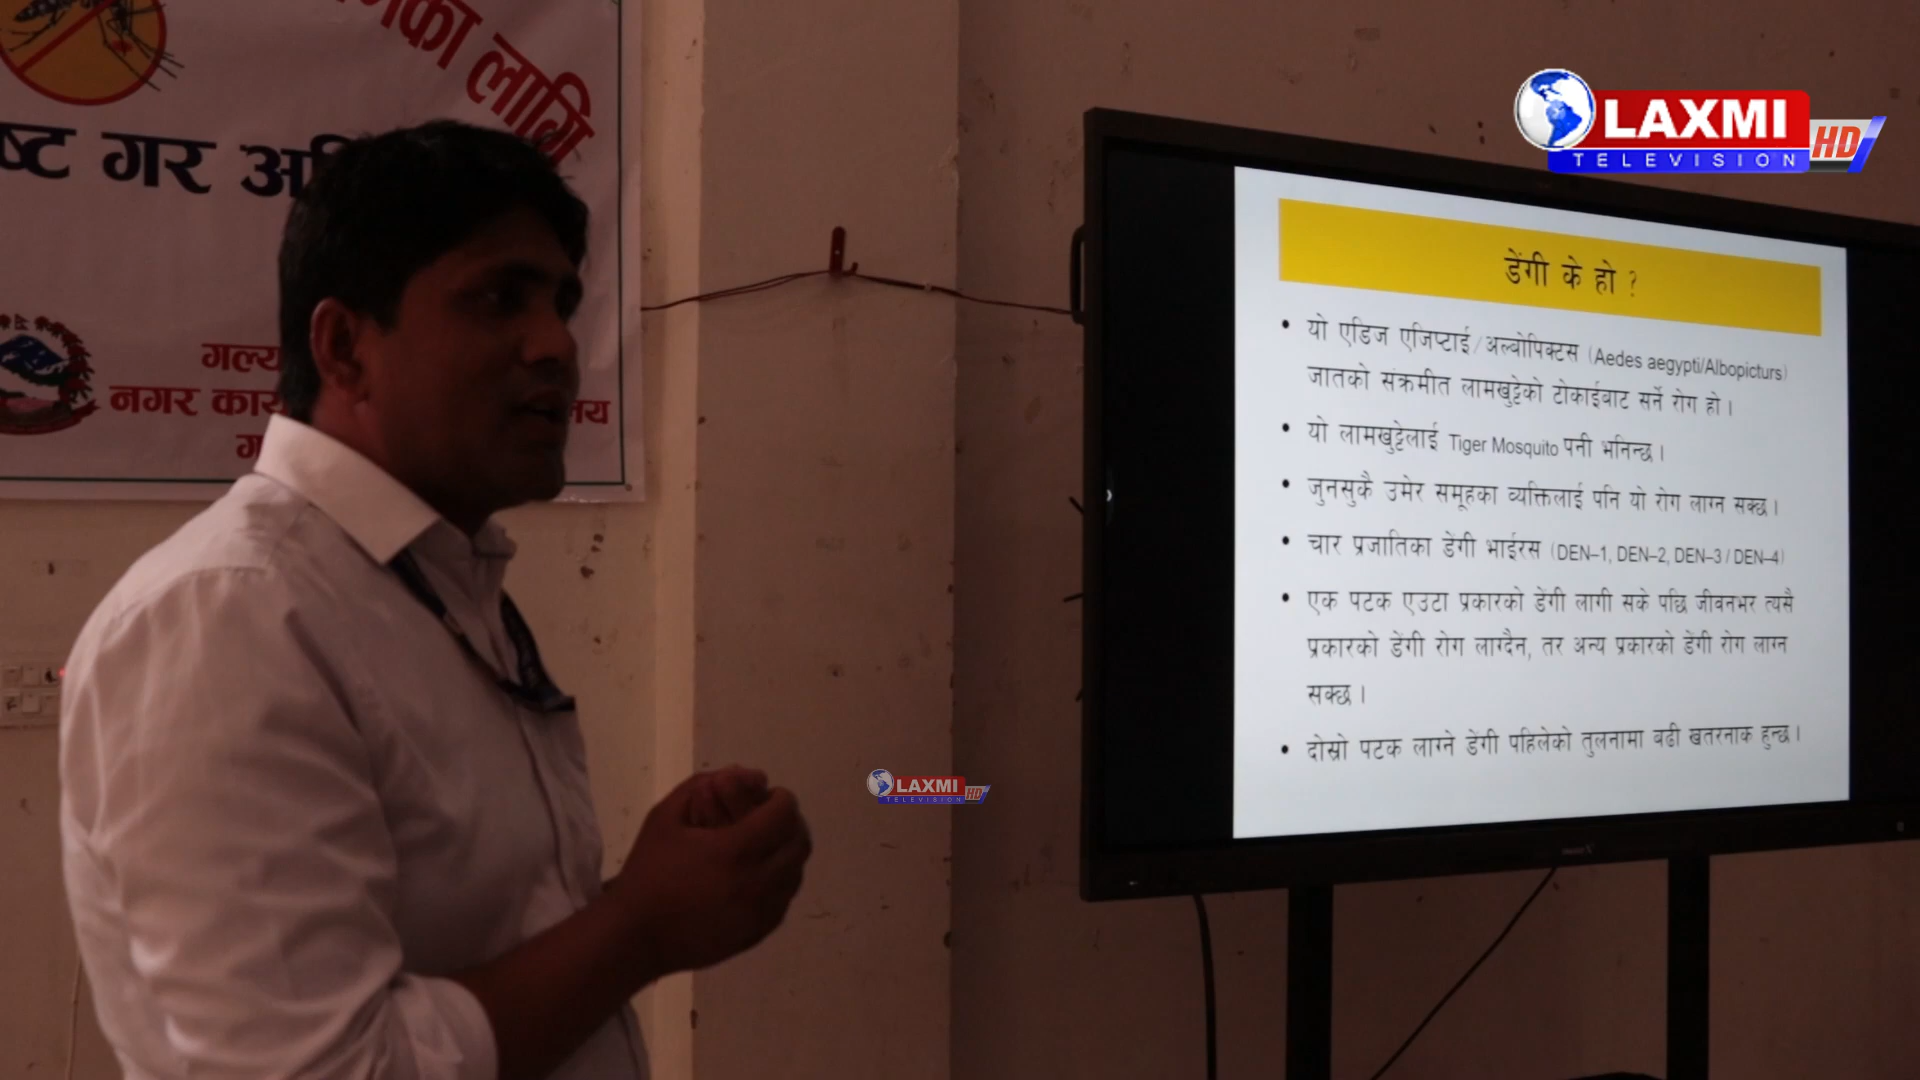 लागि
ष्ट गर
नगर
LAXMI
TELEVISION HD
डेंगी के हो ?
• यो एडिज एजिप्टाई/अल्बोपिक्टस (Aedes aegypti/Albopicturs)
जातको संक्रमीत लामखुट्टेको टोकाईबाट सर्ने रोग हो ।
• यो लामखुट्टेलाई Tiger Mosquito पनी भनिन्छ ।
• जुनसुकै उमेर समूहका व्यक्तिलाई पनि यो रोग लाग्न सक्छ ।
• चार प्रजातिका डेंगी भाईरस (DEN–1, DEN–2, DEN–3 / DEN–4)
• एक पटक एउटा प्रकारको डेंगी लागी सके पछि जीवनभर त्यसै
प्रकारको डेंगी रोग लाग्दैन, तर अन्य प्रकारको डेंगी रोग लाग्न
सक्छ ।
• दोस्रो पटक लाग्ने डेंगी पहिलेको तुलनामा बढी खतरनाक हुन्छ ।
LAXMI
TELEVISION HD